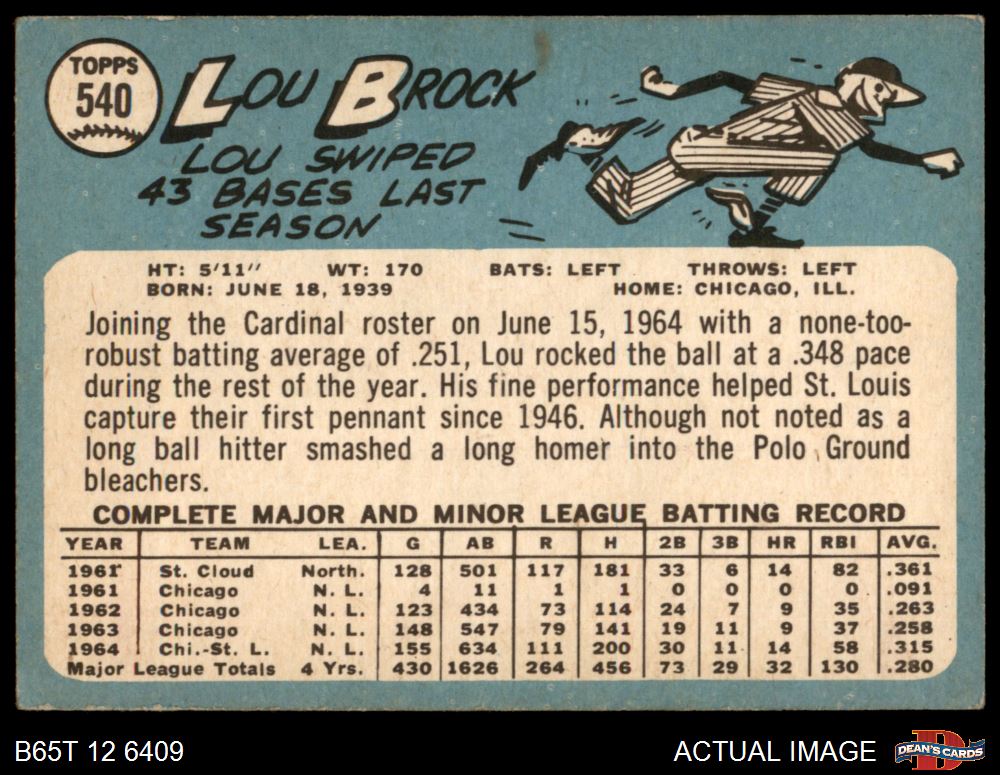 TOPPS
540
LOU BROCK
LOU SWIPED
43 BASES LAST
SEASON
HT: 5'11" WT: 170 BATS: LEFT THROWS: LEFT
BORN: JUNE 18, 1939 HOME: CHICAGO, ILL.
Joining the Cardinal roster on June 15, 1964 with a none-too-
robust batting average of .251, Lou rocked the ball at a .348 pace
during the rest of the year. His fine performance helped St. Louis
capture their first pennant since 1946. Although not noted as a
long ball hitter smashed a long homer into the Polo Ground
bleachers.
COMPLETE MAJOR AND MINOR LEAGUE BATTING RECORD
YEAR TEAM LEA. G AB R H 2B 3B HR RBI AVG.
1961 St. Cloud North. 128 501 117 181 33 6 14 82 .361
1961 Chicago N. L. 4 11 1 1 0 0 0 0 .091
1962 Chicago N. L. 123 434 73 114 24 7 9 35 .263
1963 Chicago N. L. 148 547 79 141 19 11 9 37 .258
1964 Chi.-St. L. N. L. 155 634 111 200 30 11 14 58 .315
Major League Totals 4 Yrs. 430 1626 264 456 73 29 32 130 .280
B65T 12 6409 ACTUAL IMAGE D DEAN'S CARDS